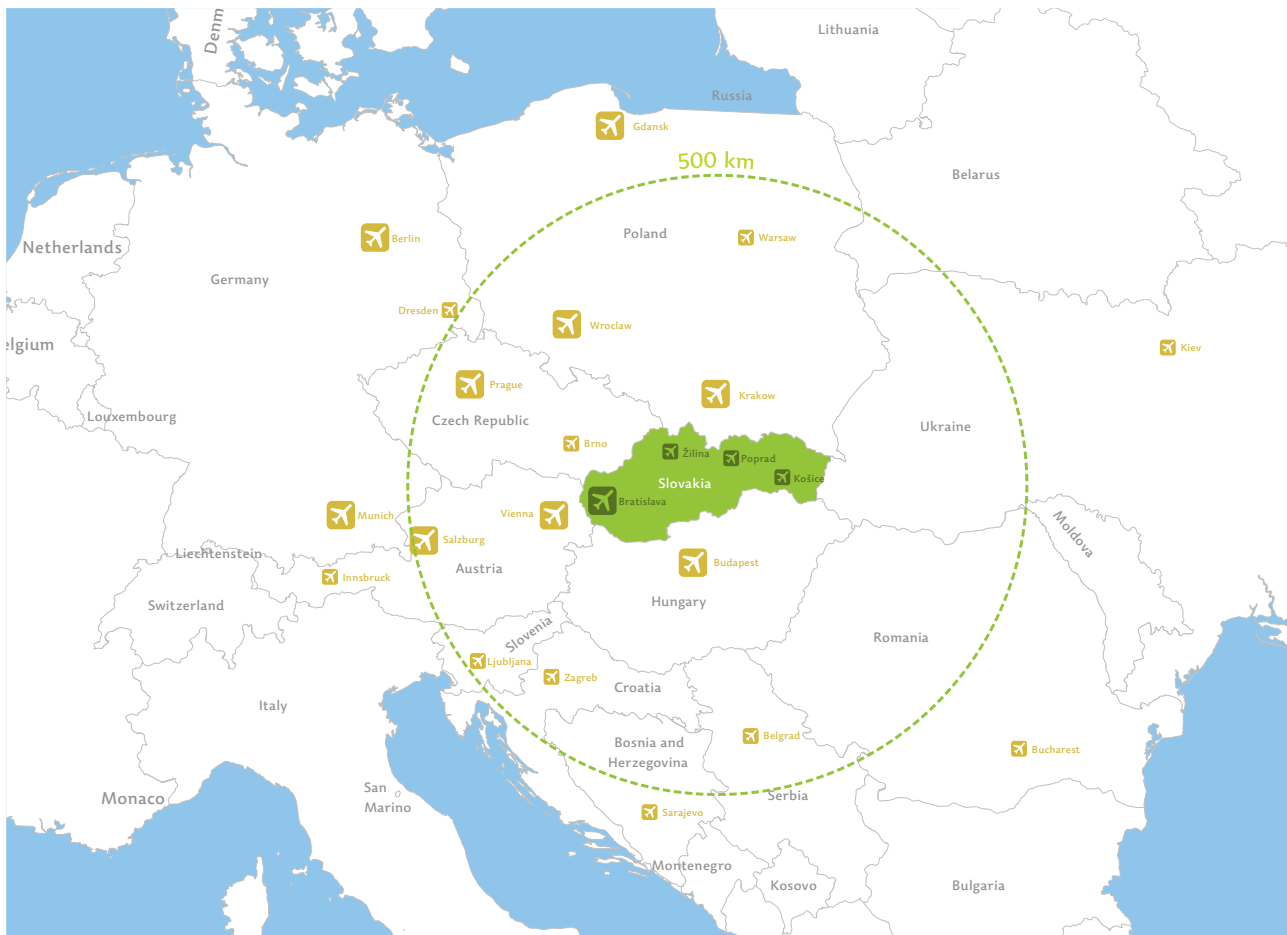 Denm
Lithuania
Russia
Gdansk
500 km
Belarus
Netherlands
Berlin
Poland
Warsaw
Germany
Dresden
Wroclaw
elgium
Kiev
Prague
Krakow
Louxembourg
Czech Republic
Ukraine
Brno
Žilina
Poprad
Slovakia
Košice
Bratislava
Munich
Vienna
Moldova
Salzburg
Liechtenstein
Austria
Budapest
Innsbruck
Switzerland
Hungary
Slovenia
Romania
Ljubljana
Zagreb
Croatia
Italy
Belgrad
Bosnia and
Herzegovina
Bucharest
San
Marino
Monaco
Serbia
Sarajevo
Montenegro
Kosovo
Bulgaria